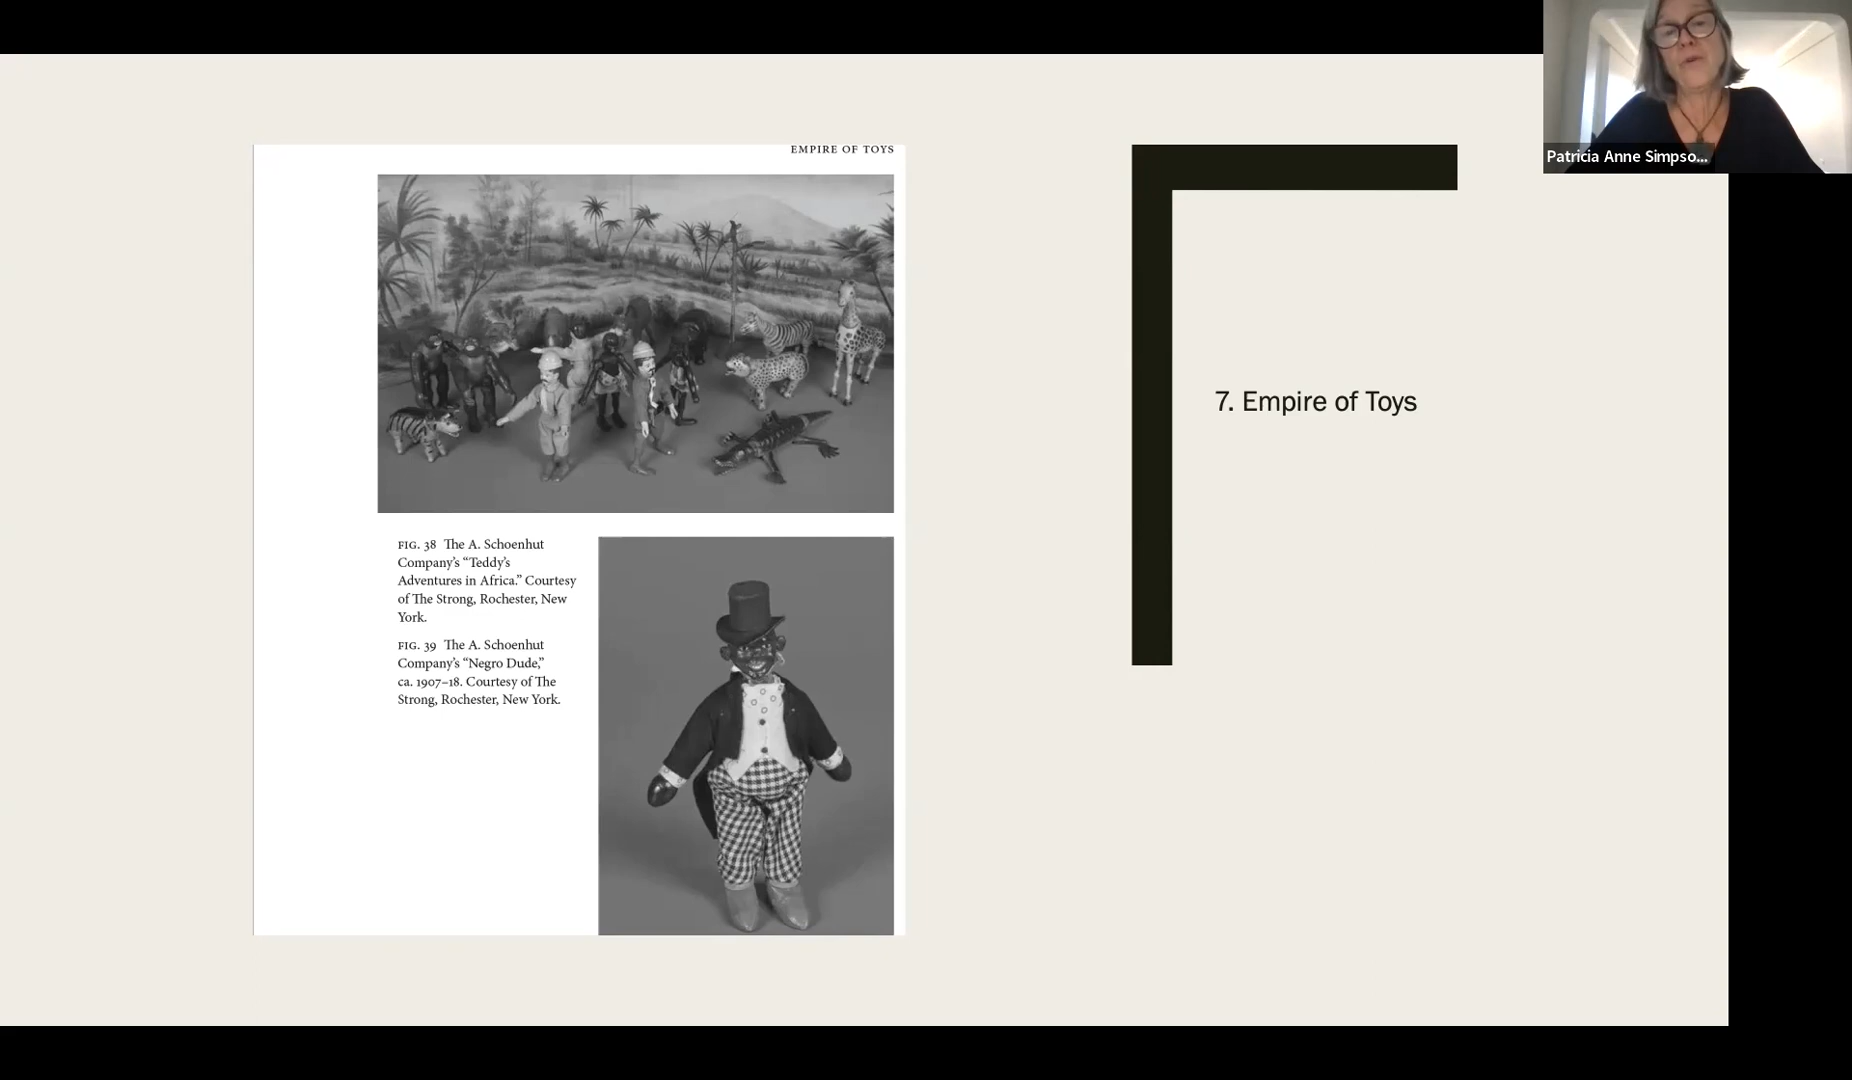 Patricia Anne Simpso...
EMPIRE OF TOYS
FIG. 38 The A. Schoenhut
Company's “Teddy's
Adventures in Africa.” Courtesy
of The Strong, Rochester, New
York.
FIG. 39 The A. Schoenhut
Company's “Negro Dude,”
ca. 1907–18. Courtesy of The
Strong, Rochester, New York.
7. Empire of Toys